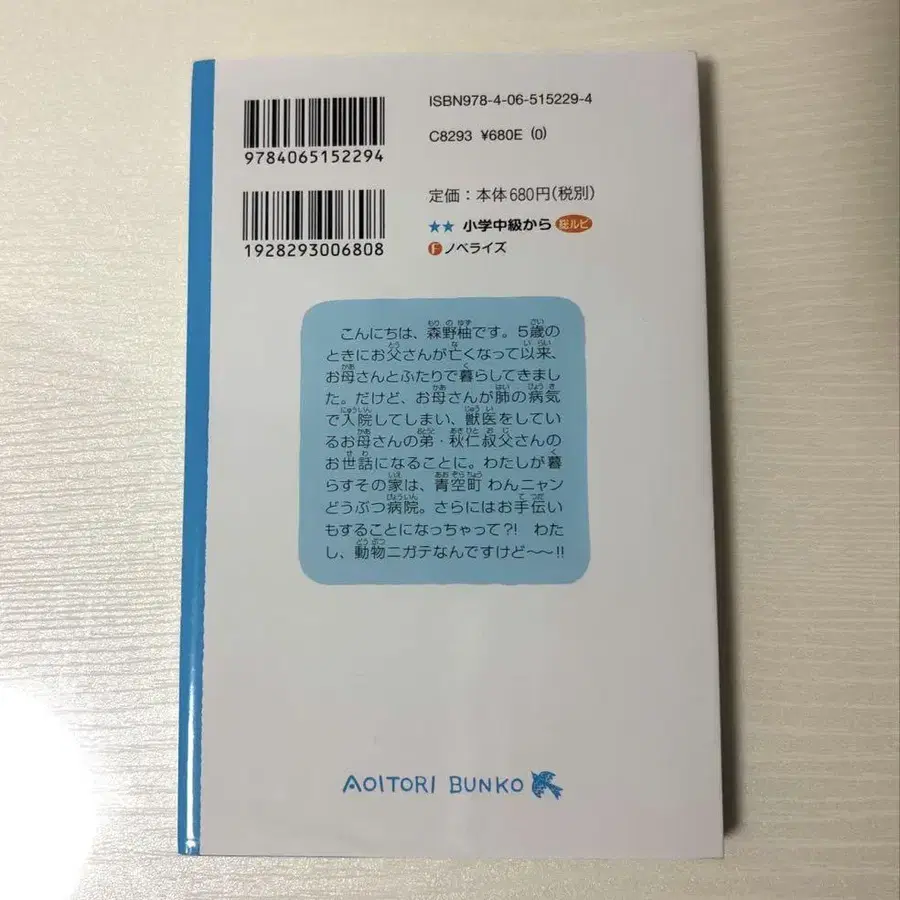 ISBN978-4-06-515229-4
9784065152294
C8293 ¥680E (0)
1928293006808
定価:本体680円(税別)
★★ 小学中級から 総ルビ
F ノベライズ
こんにちは、森野柚です。5歳の
ときにお父さんが亡くなって以来、
お母さんとふたりで暮らしてきまし
た。だけど、お母さんが肺の病気
で入院してしまい、獣医をしてい
るお母さんの弟・秋仁叔父さんの
お世話になることに。わたしが暮
らすその家は、青空町 わんニャン
どうぶつ病院。さらにはお手伝い
もすることになっちゃって?! わた
し、動物ニガテなんですけど〜〜!!
AOITORI BUNKO